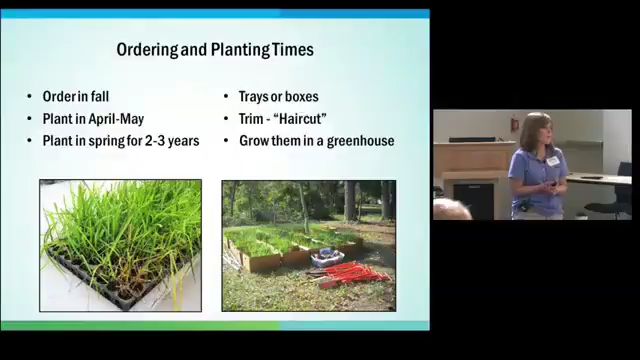 Ordering and Planting Times
• Order in fall
• Plant in April-May
• Plant in spring for 2-3 years
• Trays or boxes
• Trim - “Haircut”
• Grow them in a greenhouse